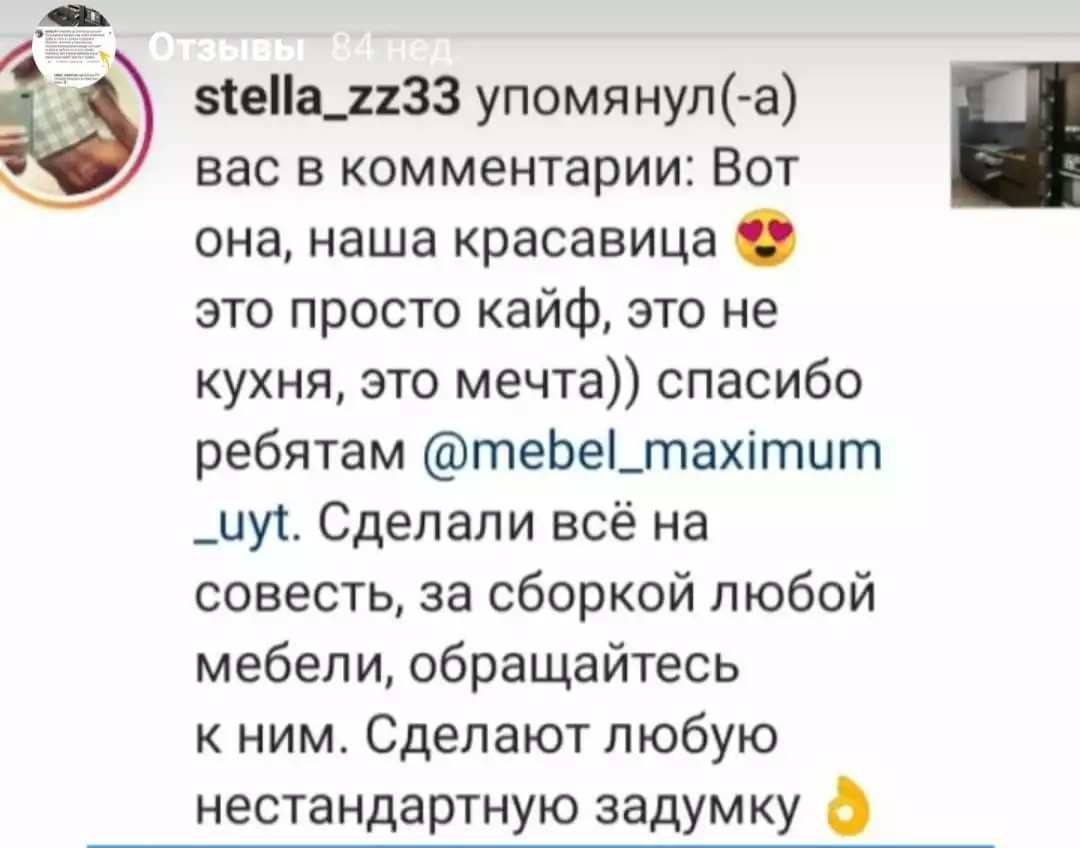 Отзывы 84 нед.
stella_zz33 упомянул(-а)
вас в комментарии: Вот
она, наша красавица 😍
это просто кайф, это не
кухня, это мечта)) спасибо
ребятам @mebel_maximum
_uyt. Сделали всё на
совесть, за сборкой любой
мебели, обращайтесь
к ним. Сделают любую
нестандартную задумку 👌